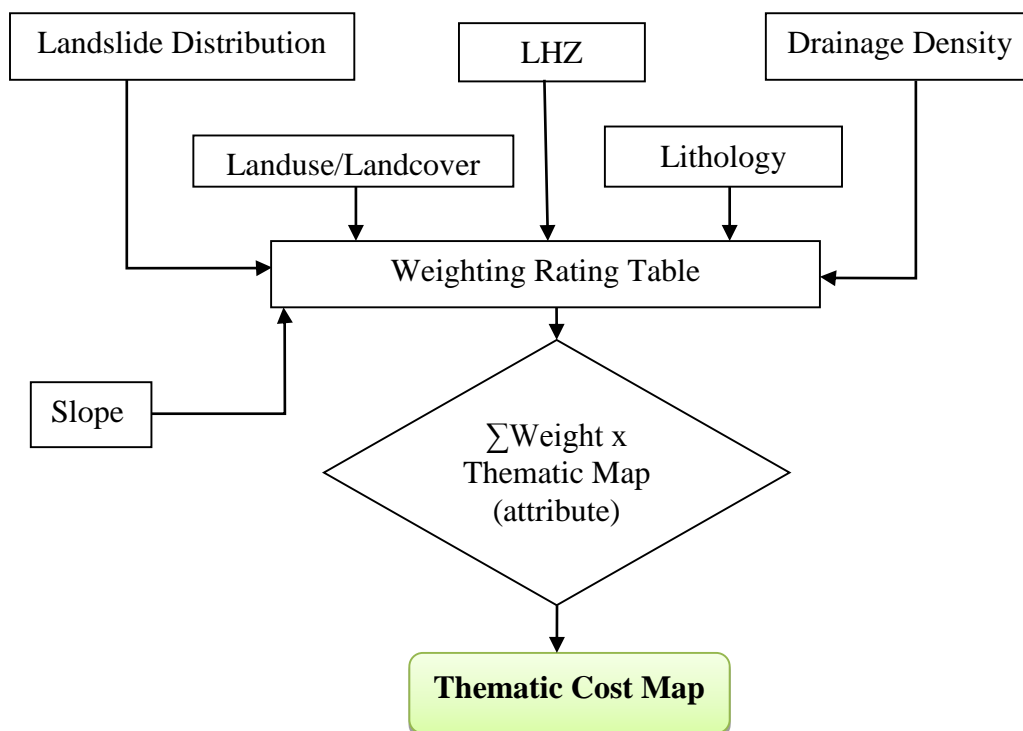 Landslide Distribution
LHZ
Drainage Density
Landuse/Landcover
Lithology
Weighting Rating Table
Slope
∑Weight x
Thematic Map
(attribute)
Thematic Cost Map